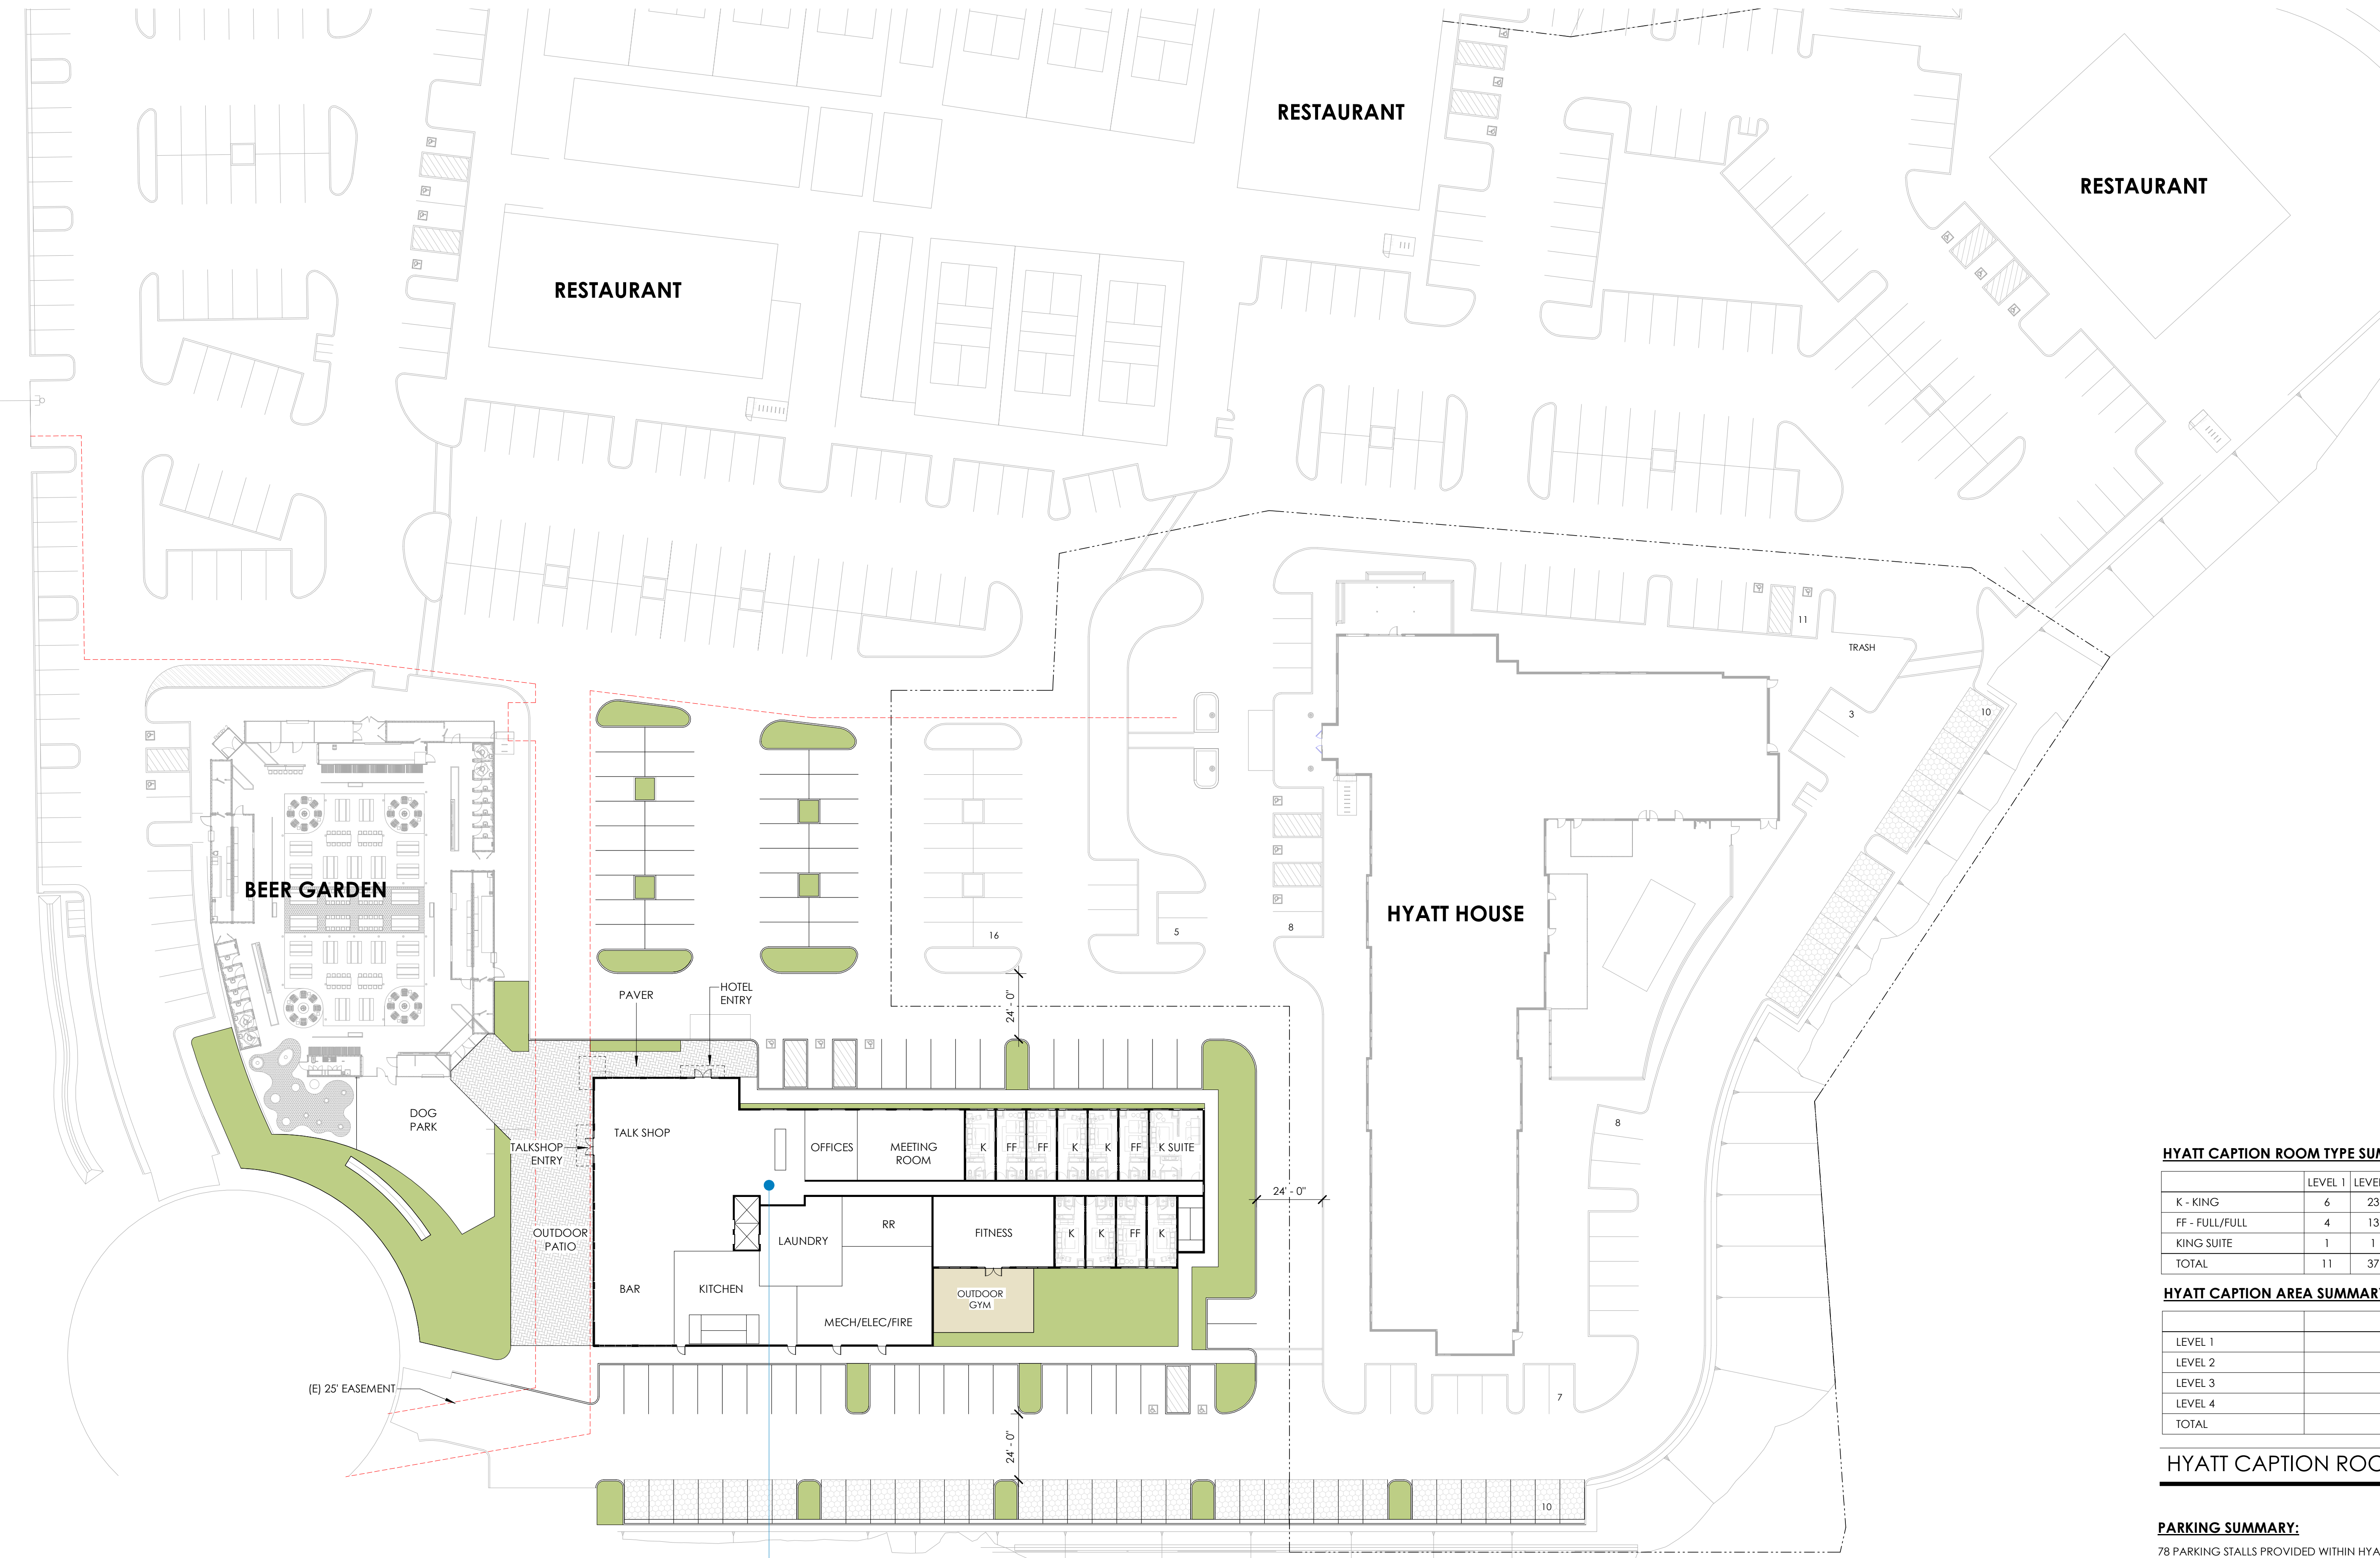 RESTAURANT
RESTAURANT
RESTAURANT
11
TRASH
3
10
BEER GARDEN
HYATT HOUSE
16
5
8
PAVER
HOTEL
ENTRY
24' - 0"
DOG
PARK
TALK SHOP
TALKSHOP
ENTRY
OFFICES
MEETING
ROOM
K
FF
FF
K
K
FF
K SUITE
8
24' - 0"
OUTDOOR
PATIO
LAUNDRY
RR
FITNESS
K
K
FF
K
BAR
KITCHEN
OUTDOOR
GYM
MECH/ELEC/FIRE
(E) 25' EASEMENT
7
24' - 0"
10
HYATT CAPTION ROOM TYPE SUM
LEVEL 1 LEVEL
K - KING 6 23
FF - FULL/FULL 4 13
KING SUITE 1 1
TOTAL 11 37
HYATT CAPTION AREA SUMMARY
LEVEL 1
LEVEL 2
LEVEL 3
LEVEL 4
TOTAL
HYATT CAPTION ROO
PARKING SUMMARY:
78 PARKING STALLS PROVIDED WITHIN HYA